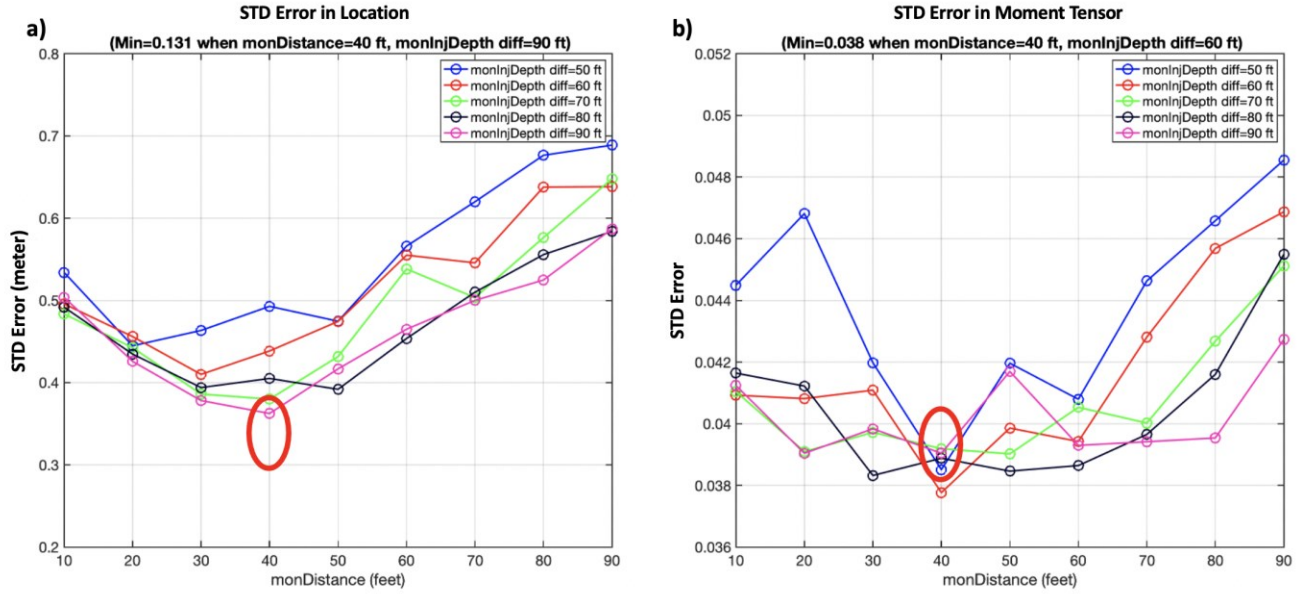 STD Error in Location
a)
(Min=0.131 when monDistance=40 ft, monInjDepth diff=90 ft)
0.8
0.7
0.6
0.5
0.4
0.3
0.2
STD Error (meter)
monInjDepth diff=50 ft
monInjDepth diff=60 ft
monInjDepth diff=70 ft
monInjDepth diff=80 ft
monInjDepth diff=90 ft
10 20 30 40 50 60 70 80 90
monDistance (feet)
STD Error in Moment Tensor
b)
(Min=0.038 when monDistance=40 ft, monInjDepth diff=60 ft)
0.052
0.05
0.048
0.046
0.044
0.042
0.04
0.038
0.036
STD Error
monInjDepth diff=50 ft
monInjDepth diff=60 ft
monInjDepth diff=70 ft
monInjDepth diff=80 ft
monInjDepth diff=90 ft
10 20 30 40 50 60 70 80 90
monDistance (feet)